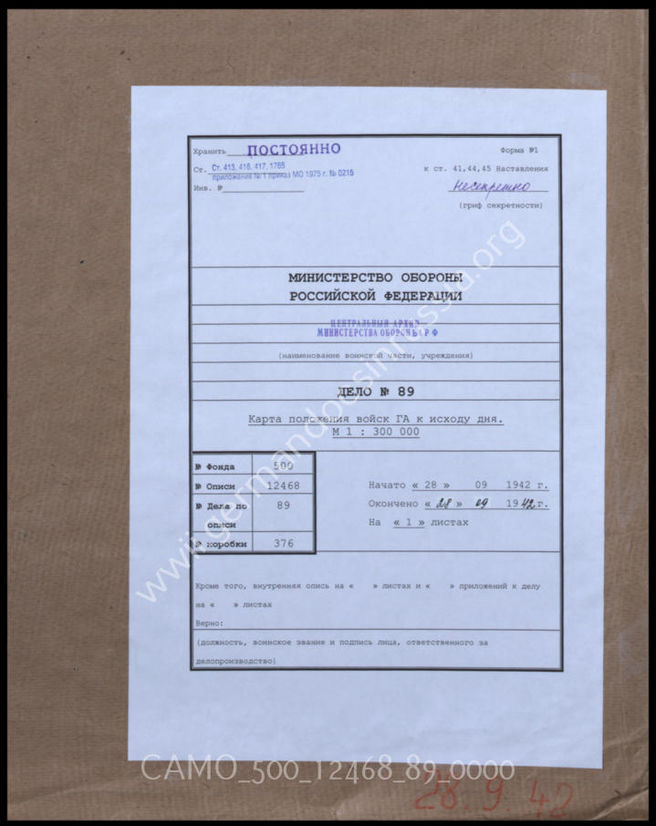 Хранить ПОСТОЯННО
Форма №1
Ст. Ст. 413, 416, 417, 1765
приложения № 1 приказ МО 1975 г. № 0215
к ст. 41,44,45 Наставления
Инв. №
несекретно
(гриф секретности)
МИНИСТЕРСТВО ОБОРОНЫ
РОССИЙСКОЙ ФЕДЕРАЦИИ
ЦЕНТРАЛЬНЫЙ АРХИВ
МИНИСТЕРСТВА ОБОРОНЫ РФ
(наименование воинской части, учреждения)
ДЕЛО № 89
Карта положения войск ГА к исходу дня.
М 1 : 300 000
№ Фонда 500
№ Описи 12468
№ Дела по описи 89
№ коробки 376
Начато « 28 » 09 1942 г.
Окончено « 28 » 09 1942 г.
На « 1 » листах
Кроме того, внутренняя опись на « » листах и « » приложений к делу
на « » листах
Верно:
(должность, воинское звание и подпись лица, ответственного за
делопроизводство)
www.germandocsinrussia.org
CAMO_500_12468_89_0000
28.9.42